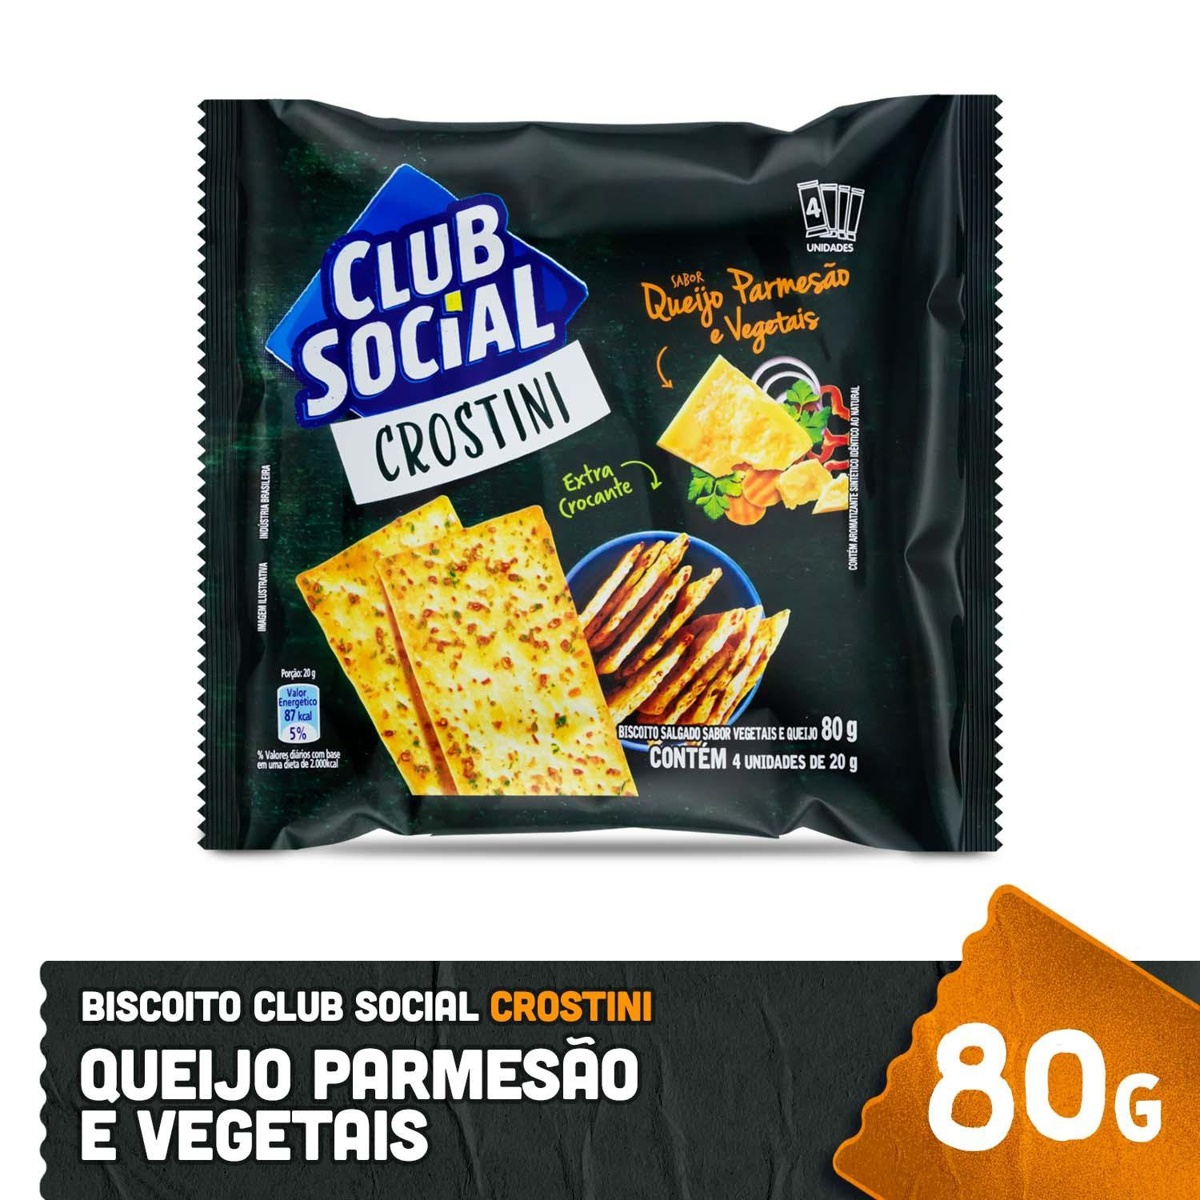 CLUB
SOCiAL
CROSTINI
4
UNIDADES
SABOR
Queijo Parmesão
e Vegetais
Extra
Crocante
CONTÉM AROMATIZANTE SINTÉTICO IDÊNTICO AO NATURAL
INDÚSTRIA BRASILEIRA
IMAGEM ILUSTRATIVA
Porção: 20 g
Valor
Energético
87 kcal
5%
% Valores diários com base
em uma dieta de 2.000kcal
BISCOITO SALGADO SABOR VEGETAIS E QUEIJO 80 g
CONTÉM 4 UNIDADES DE 20 g
BISCOITO CLUB SOCIAL CROSTINI
QUEIJO PARMESÃO
E VEGETAIS
80G